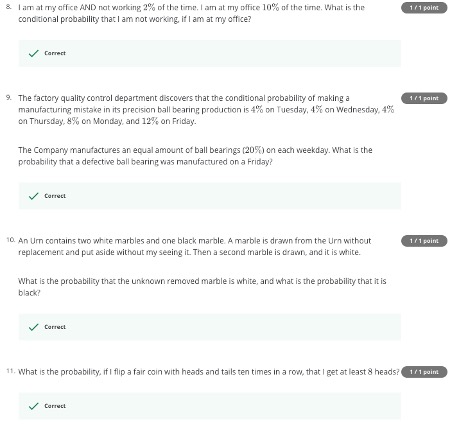 8. I am at my office AND not working 2% of the time. I am at my office 10% of the time. What is the
1 / 1 point
conditional probability that I am not working, if I am at my office?
Correct
9. The factory quality control department discovers that the conditional probability of making a
1 / 1 point
manufacturing mistake in its precision ball bearing production is 4% on Tuesday, 4% on Wednesday, 4%
on Thursday, 8% on Monday, and 12% on Friday.
The Company manufactures an equal amount of ball bearings (20%) on each weekday. What is the
probability that a defective ball bearing was manufactured on a Friday?
Correct
10. An Urn contains two white marbles and one black marble. A marble is drawn from the Urn without
1 / 1 point
replacement and put aside without my seeing it. Then a second marble is drawn, and it is white.
What is the probability that the unknown removed marble is white, and what is the probability that it is
black?
Correct
11. What is the probability, if I flip a fair coin with heads and tails ten times in a row, that I get at least 8 heads?
1 / 1 point
Correct